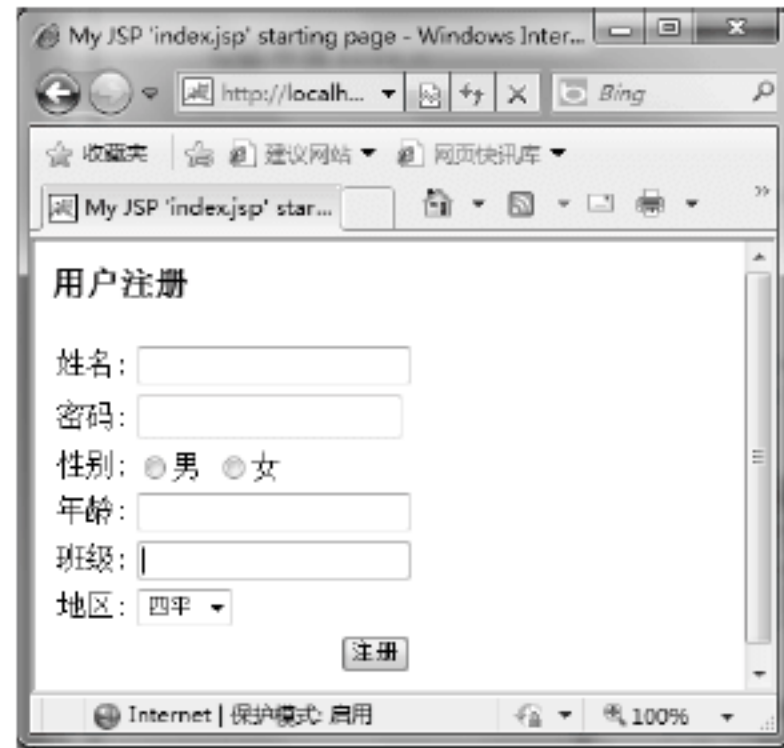 My JSP 'index.jsp' starting page - Windows Inter...
http://localh... Bing
收藏夹 建议网站 网页快讯库
My JSP 'index.jsp' star...
用户注册
姓名:
密码:
性别: 男 女
年龄:
班级:
地区: 四平
注册
Internet | 保护模式: 启用 100%